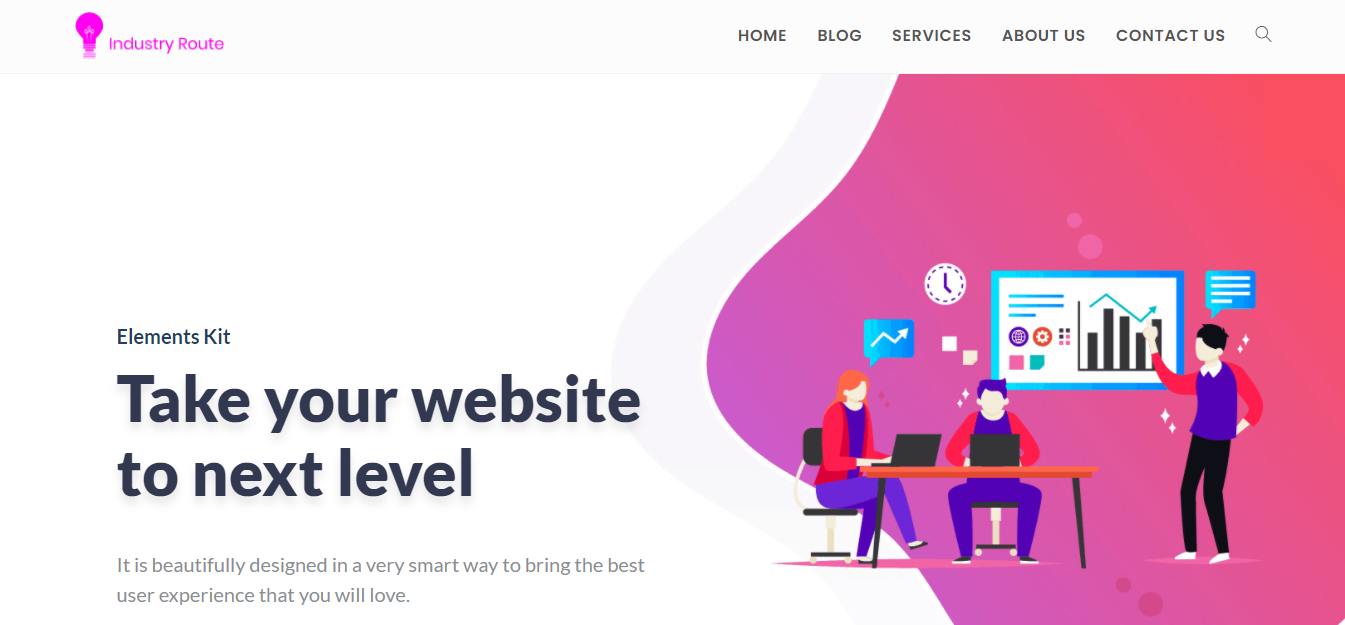 Industry Route
HOME BLOG SERVICES ABOUT US CONTACT US
Elements Kit
Take your website
to next level
It is beautifully designed in a very smart way to bring the best
user experience that you will love.